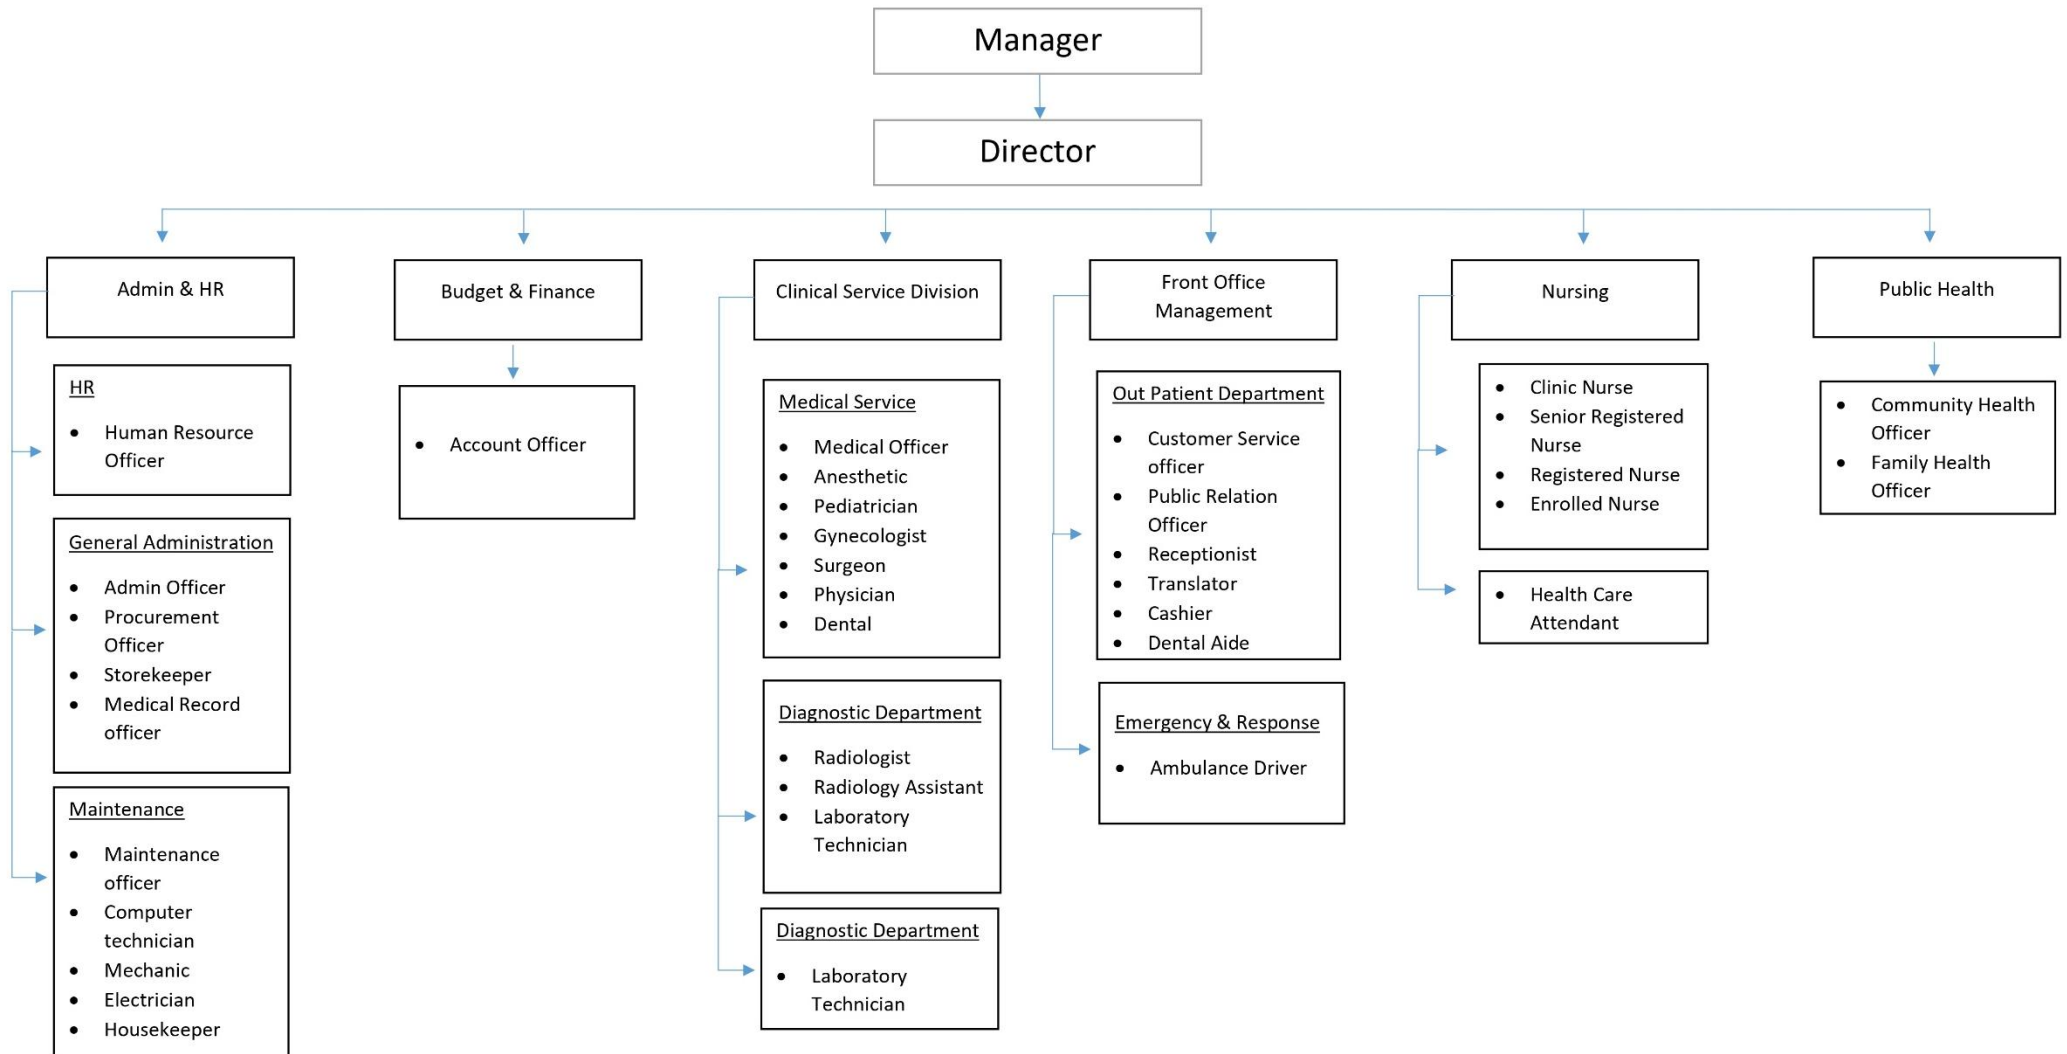 Manager
Director
Admin & HR
HR
Human Resource
Officer
General Administration
Admin Officer
Procurement
Officer
Storekeeper
Medical Record
officer
Maintenance
Maintenance
officer
Computer
technician
Mechanic
Electrician
Housekeeper
Budget & Finance
Account Officer
Clinical Service Division
Medical Service
Medical Officer
Anesthetic
Pediatrician
Gynecologist
Surgeon
Physician
Dental
Diagnostic Department
Radiologist
Radiology Assistant
Laboratory
Technician
Diagnostic Department
Laboratory
Technician
Front Office
Management
Out Patient Department
Customer Service
officer
Public Relation
Officer
Receptionist
Translator
Cashier
Dental Aide
Emergency & Response
Ambulance Driver
Nursing
Clinic Nurse
Senior Registered
Nurse
Registered Nurse
Enrolled Nurse
Health Care
Attendant
Public Health
Community Health
Officer
Family Health
Officer